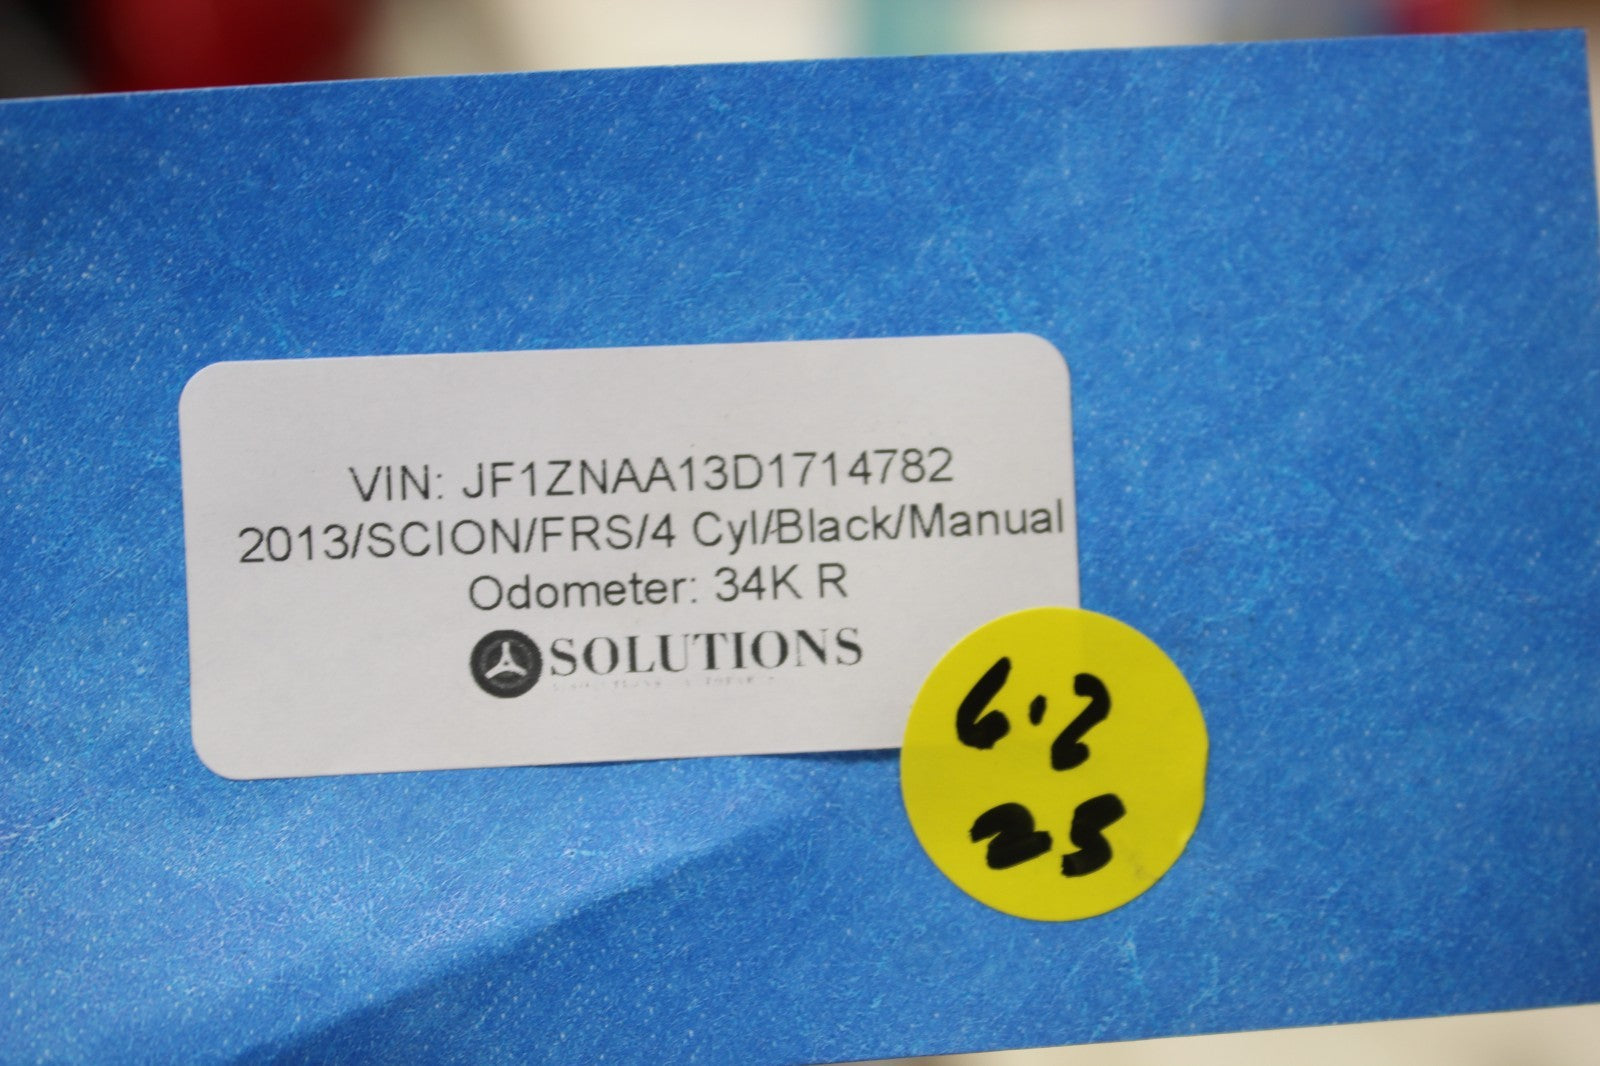 VIN: JF1ZNAA13D1714782
2013/SCION/FRS/4 Cyl/Black/Manual
Odometer: 34K R
SOLUTIONS
6.2
25